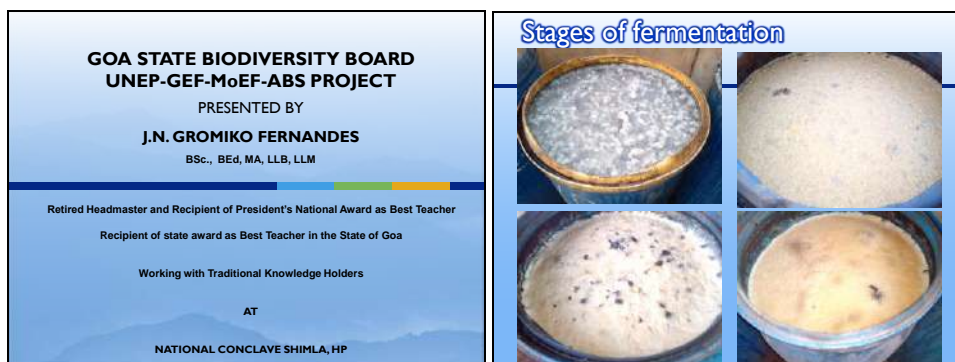 GOA STATE BIODIVERSITY BOARD
UNEP-GEF-MoEF-ABS PROJECT
PRESENTED BY
J.N. GROMIKO FERNANDES
BSc., BEd, MA, LLB, LLM
Retired Headmaster and Recipient of President's National Award as Best Teacher
Recipient of state award as Best Teacher in the State of Goa
Working with Traditional Knowledge Holders
AT
NATIONAL CONCLAVE SHIMLA, HP
Stages of fermentation